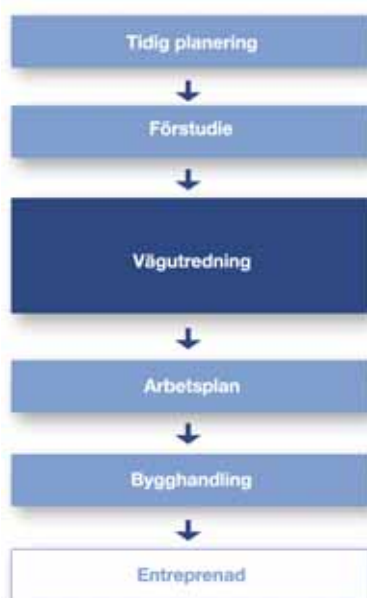 Tidig planering
Förstudie
Vägutredning
Arbetsplan
Bygghandling
Entreprenad